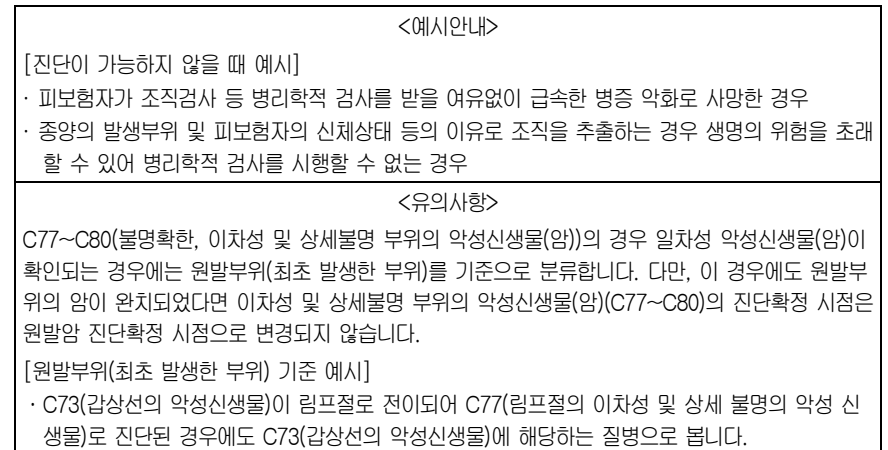 <예시안내>
[진단이 가능하지 않을 때 예시]
· 피보험자가 조직검사 등 병리학적 검사를 받을 여유없이 급속한 병증 악화로 사망한 경우
· 종양의 발생부위 및 피보험자의 신체상태 등의 이유로 조직을 추출하는 경우 생명의 위험을 초래
할 수 있어 병리학적 검사를 시행할 수 없는 경우
<유의사항>
C77~C80(불명확한, 이차성 및 상세불명 부위의 악성신생물(암))의 경우 일차성 악성신생물(암)이
확인되는 경우에는 원발부위(최초 발생한 부위)를 기준으로 분류합니다. 다만, 이 경우에도 원발부
위의 암이 완치되었다면 이차성 및 상세불명 부위의 악성신생물(암)(C77~C80)의 진단확정 시점은
원발암 진단확정 시점으로 변경되지 않습니다.
[원발부위(최초 발생한 부위) 기준 예시]
· C73(갑상선의 악성신생물)이 림프절로 전이되어 C77(림프절의 이차성 및 상세 불명의 악성 신
생물)로 진단된 경우에도 C73(갑상선의 악성신생물)에 해당하는 질병으로 봅니다.